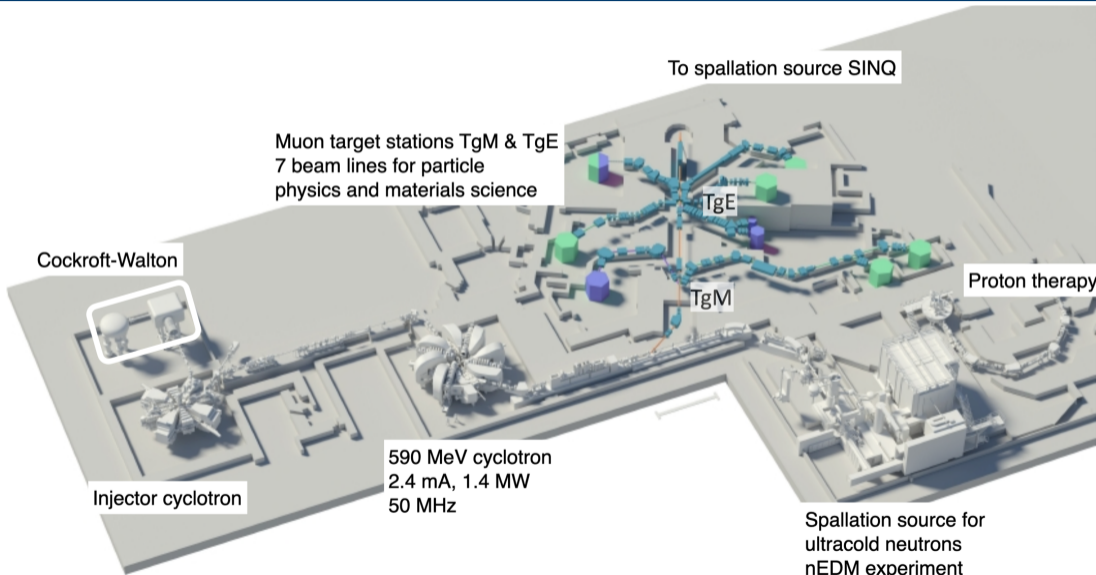 To spallation source SINQ
Muon target stations TgM & TgE
7 beam lines for particle
physics and materials science
TgE
Cockroft-Walton
Proton therapy
TgM
590 MeV cyclotron
2.4 mA, 1.4 MW
50 MHz
Injector cyclotron
Spallation source for
ultracold neutrons
nEDM experiment